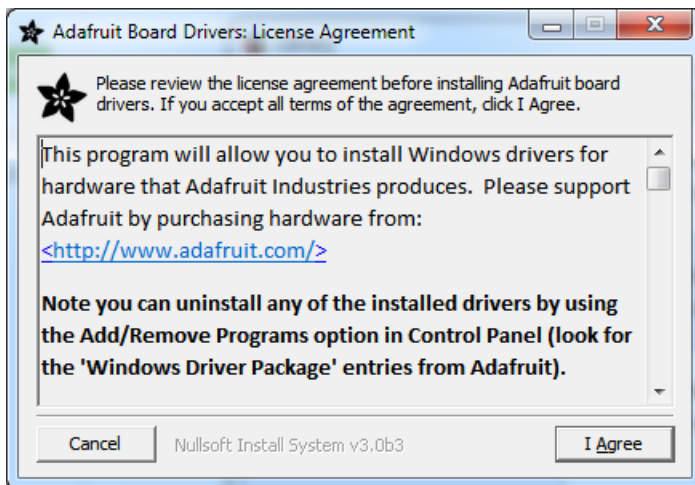 Adafruit Board Drivers: License Agreement
Please review the license agreement before installing Adafruit board
drivers. If you accept all terms of the agreement, click I Agree.
This program will allow you to install Windows drivers for
hardware that Adafruit Industries produces.  Please support
Adafruit by purchasing hardware from:
<http://www.adafruit.com/>
Note you can uninstall any of the installed drivers by using
the Add/Remove Programs option in Control Panel (look for
the 'Windows Driver Package' entries from Adafruit).
Cancel
Nullsoft Install System v3.0b3
I Agree